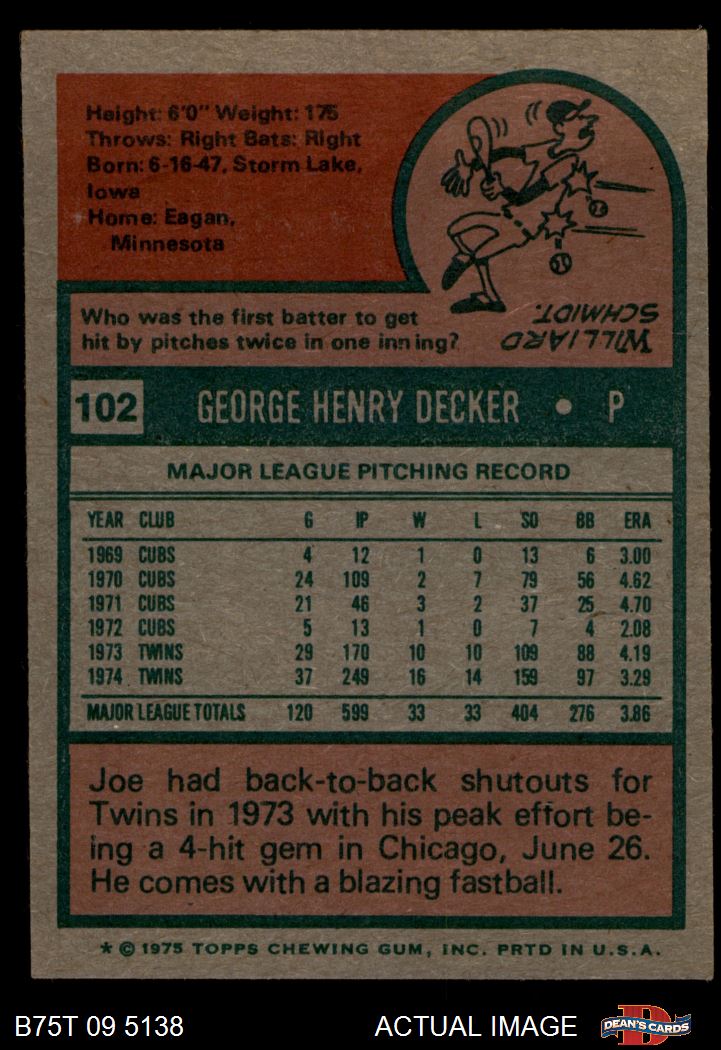 Height: 6'0" Weight: 175
Throws: Right Bats: Right
Born: 6-16-47, Storm Lake,
Iowa
Home: Eagan,
Minnesota
Who was the first batter to get
hit by pitches twice in one inning?
WILLIARD
SCHMIDT.
102 GEORGE HENRY DECKER • P
MAJOR LEAGUE PITCHING RECORD
YEAR CLUB G IP W L SO BB ERA
1969 CUBS 4 12 1 0 13 6 3.00
1970 CUBS 24 109 2 7 79 56 4.62
1971 CUBS 21 46 3 2 37 25 4.70
1972 CUBS 5 13 1 0 7 4 2.08
1973 TWINS 29 170 10 10 109 88 4.19
1974 TWINS 37 249 16 14 159 97 3.29
MAJOR LEAGUE TOTALS 120 599 33 33 404 276 3.86
Joe had back-to-back shutouts for
Twins in 1973 with his peak effort be-
ing a 4-hit gem in Chicago, June 26.
He comes with a blazing fastball.
* © 1975 TOPPS CHEWING GUM, INC. PRTD IN U.S.A.
B75T 09 5138 ACTUAL IMAGE DEAN'S CARDS